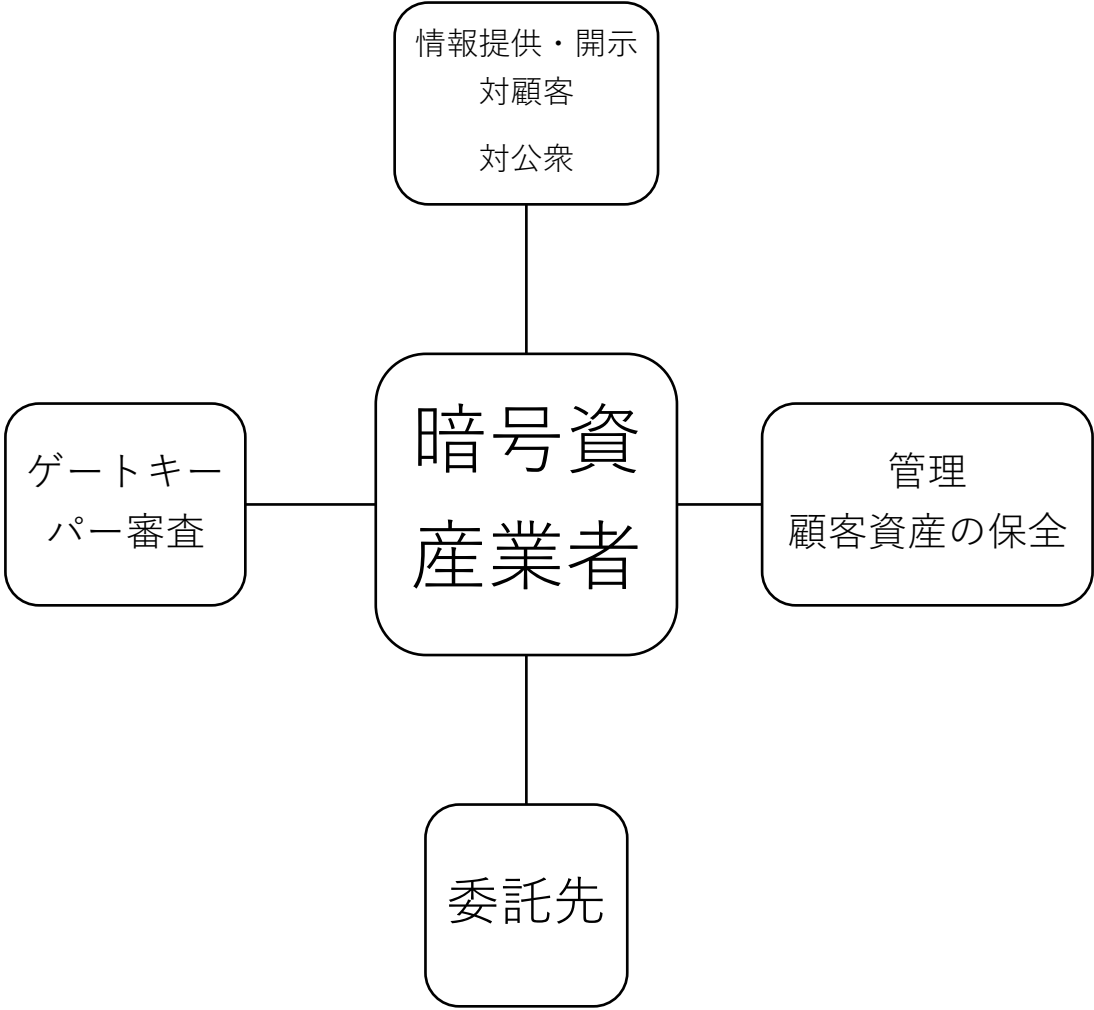 情報提供・開示
対顧客
対公衆
ゲートキー
パー審査
暗号資
産業者
管理
顧客資産の保全
委託先